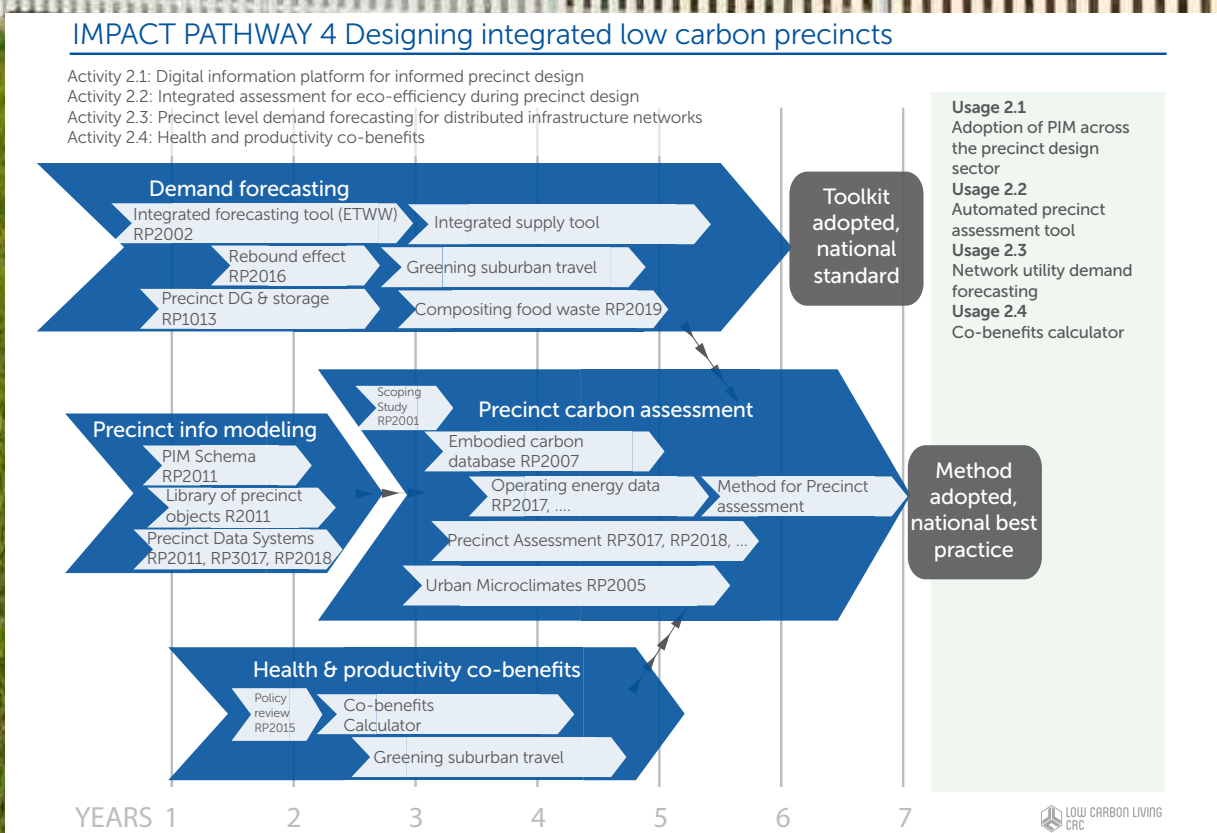 IMPACT PATHWAY 4 Designing integrated low carbon precincts
Activity 2.1: Digital information platform for informed precinct design
Activity 2.2: Integrated assessment for eco-efficiency during precinct design
Activity 2.3: Precinct level demand forecasting for distributed infrastructure networks
Activity 2.4: Health and productivity co-benefits
Demand forecasting
Integrated forecasting tool (ETWW)
RP2002
Integrated supply tool
Rebound effect
RP2016
Greening suburban travel
Precinct DG & storage
RP1013
Compositing food waste RP2019
Toolkit
adopted,
national
standard
Usage 2.1
Adoption of PIM across
the precinct design
sector
Usage 2.2
Automated precinct
assessment tool
Usage 2.3
Network utility demand
forecasting
Usage 2.4
Co-benefits calculator
Precinct info modeling
PIM Schema
RP2011
Library of precinct
objects R2011
Precinct Data Systems
RP2011, RP3017, RP2018
Scoping
Study
RP2001
Precinct carbon assessment
Embodied carbon
database RP2007
Operating energy data
RP2017, ....
Method for Precinct
assessment
Precinct Assessment RP3017, RP2018, ...
Urban Microclimates RP2005
Method
adopted,
national best
practice
Health & productivity co-benefits
Policy
review
RP2015
Co-benefits
Calculator
Greening suburban travel
YEARS 1 2 3 4 5 6 7
LOW CARBON LIVING
CRC